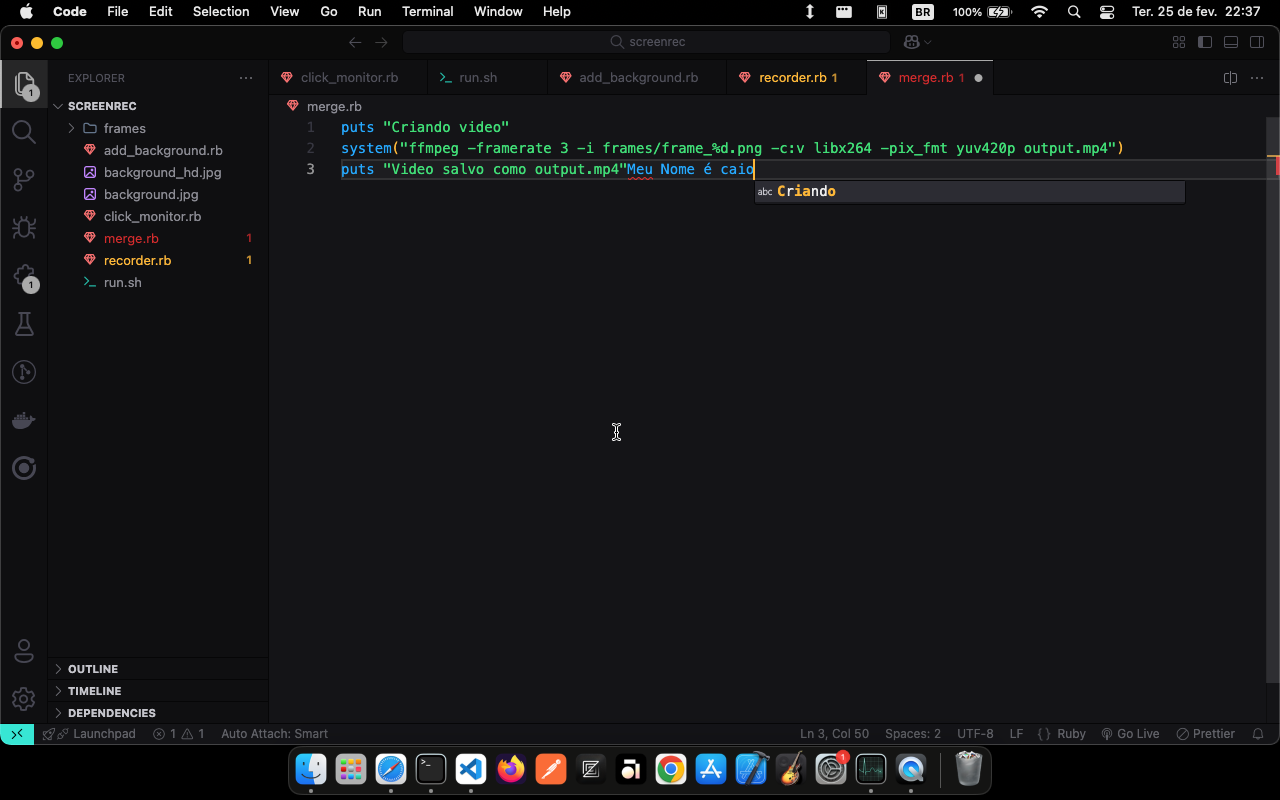 Code File Edit Selection View Go Run Terminal Window Help BR 100% Ter. 25 de fev. 22:37
screenrec
EXPLORER
click_monitor.rb run.sh add_background.rb recorder.rb 1 merge.rb 1
SCREENREC
frames
add_background.rb
background_hd.jpg
background.jpg
click_monitor.rb
merge.rb 1
recorder.rb 1
run.sh
merge.rb
1 puts "Criando video"
2 system("ffmpeg -framerate 3 -i frames/frame_%d.png -c:v libx264 -pix_fmt yuv420p output.mp4")
3 puts "Video salvo como output.mp4"Meu Nome é caio
abc Criando
1
1
OUTLINE
TIMELINE
DEPENDENCIES
Launchpad 1 1 Auto Attach: Smart Ln 3, Col 50 Spaces: 2 UTF-8 LF {} Ruby Go Live Prettier
1